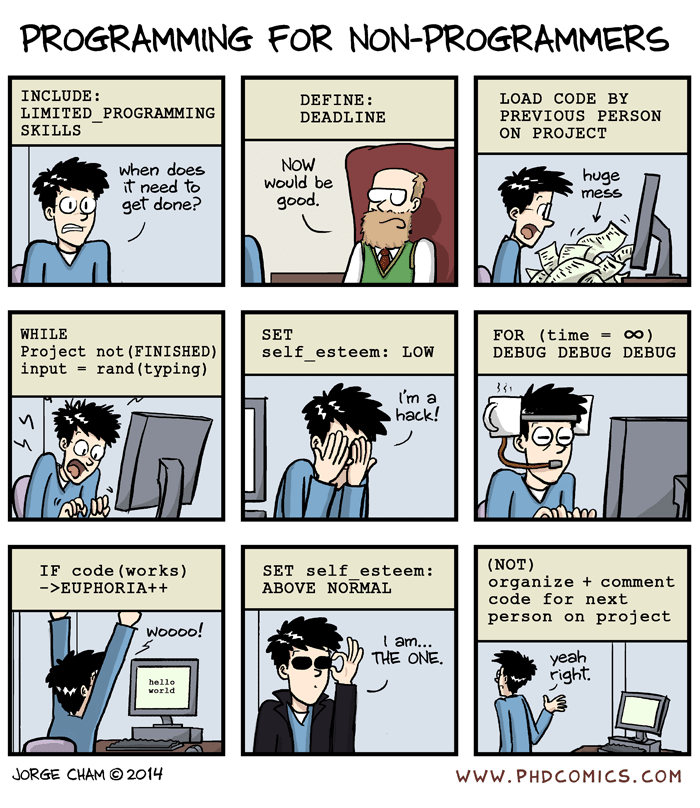 PROGRAMMING FOR NON-PROGRAMMERS
INCLUDE:
LIMITED_PROGRAMMING
SKILLS
when does
it need to
get done?
DEFINE:
DEADLINE
NOW
would be
good.
LOAD CODE BY
PREVIOUS PERSON
ON PROJECT
huge
mess
WHILE
Project not(FINISHED)
input = rand(typing)
SET
self_esteem: LOW
I'm a
hack!
FOR (time = ∞)
DEBUG DEBUG DEBUG
IF code(works)
->EUPHORIA++
woooo!
hello
world
SET self_esteem:
ABOVE NORMAL
I am...
THE ONE.
(NOT)
organize + comment
code for next
person on project
yeah
right.
JORGE CHAM © 2014
WWW.PHDCOMICS.COM